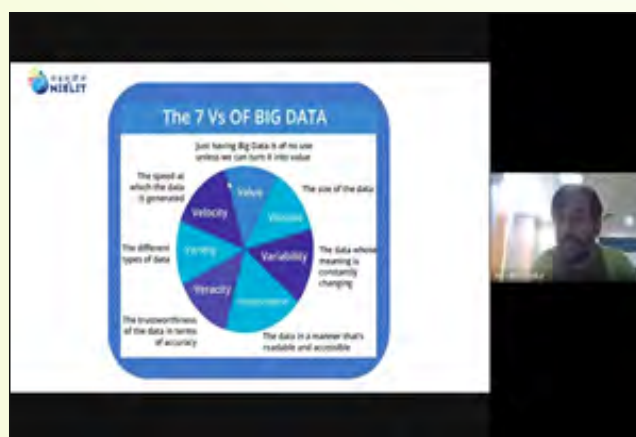 NIELIT
The 7 Vs OF BIG DATA
Just having Big Data is of no use
unless we can turn it into value
The speed at
which the data
is generated
Value
The size of the data
Velocity
Volume
The different
types of data
Variety
Variability
The data whose
meaning is
constantly
changing
Veracity
The trustworthiness
of the data in terms
of accuracy
The data in a manner that's
readable and accessible